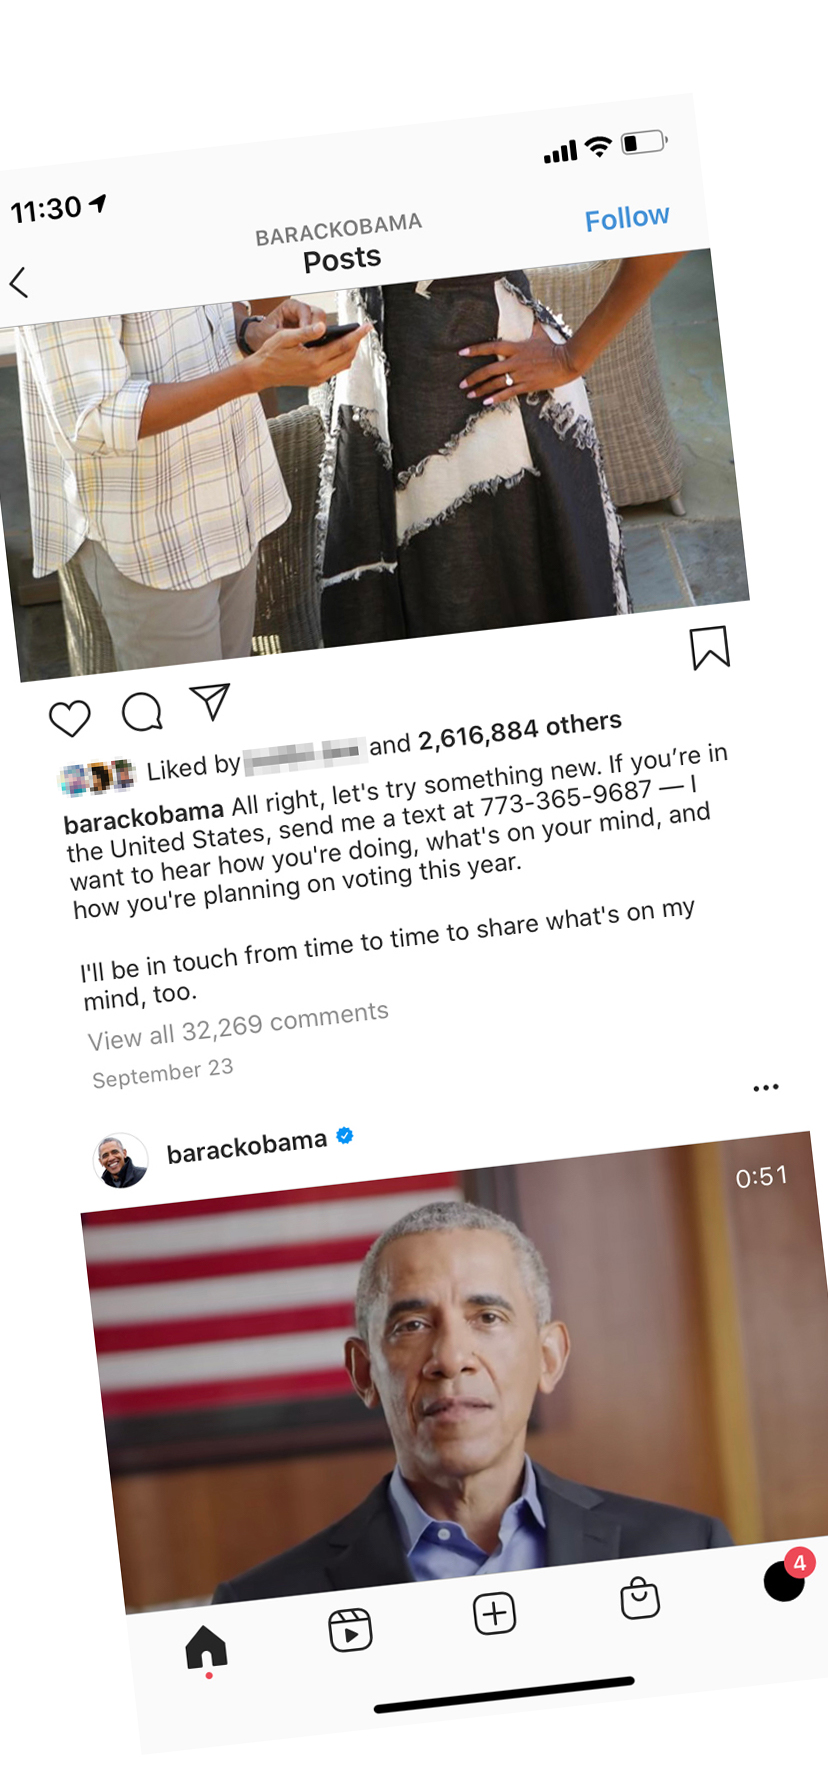 11:30
BARACKOBAMA
Posts
Follow
Liked by and 2,616,884 others
barackobama All right, let's try something new. If you're in
the United States, send me a text at 773-365-9687 — I
want to hear how you're doing, what's on your mind, and
how you're planning on voting this year.
I'll be in touch from time to time to share what's on my
mind, too.
View all 32,269 comments
September 23
barackobama
0:51
4